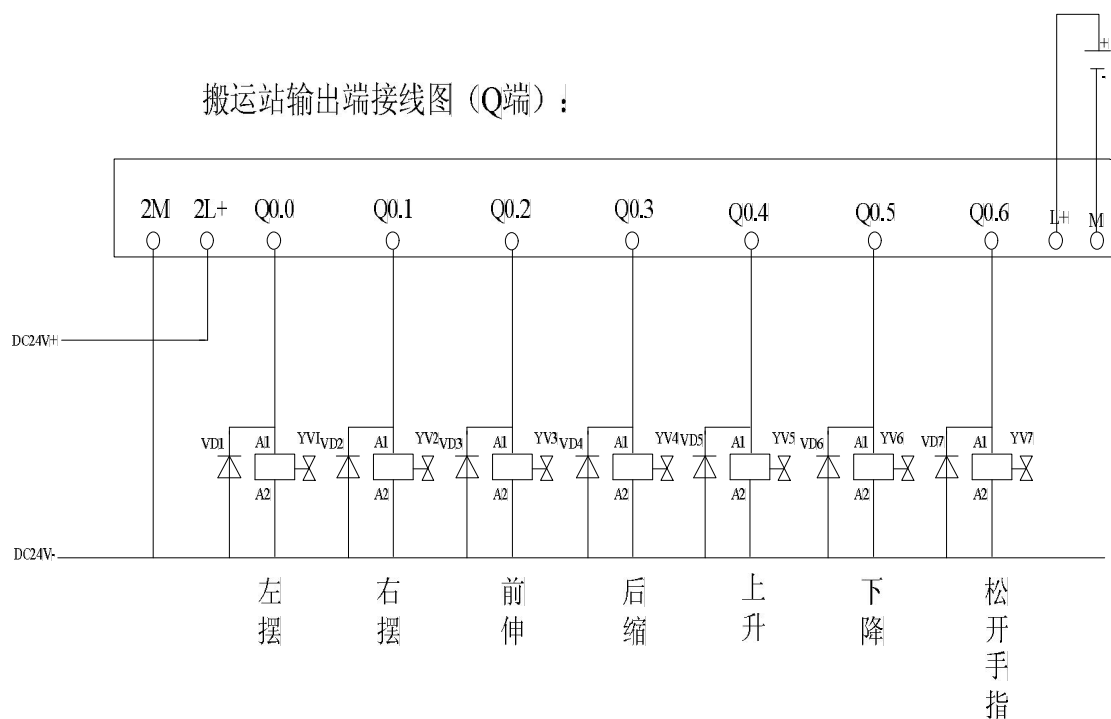 +
-
搬运站输出端接线图（Q端）：
2M 2L+ Q0.0 Q0.1 Q0.2 Q0.3 Q0.4 Q0.5 Q0.6 L+ M
DC24V+
VD1 A1 YV1 VD2 A1 YV2 VD3 A1 YV3 VD4 A1 YV4 VD5 A1 YV5 VD6 A1 YV6 VD7 A1 YV7
A2 A2 A2 A2 A2 A2 A2
DC24V-
左摆
右摆
前伸
后缩
上升
下降
松开手指